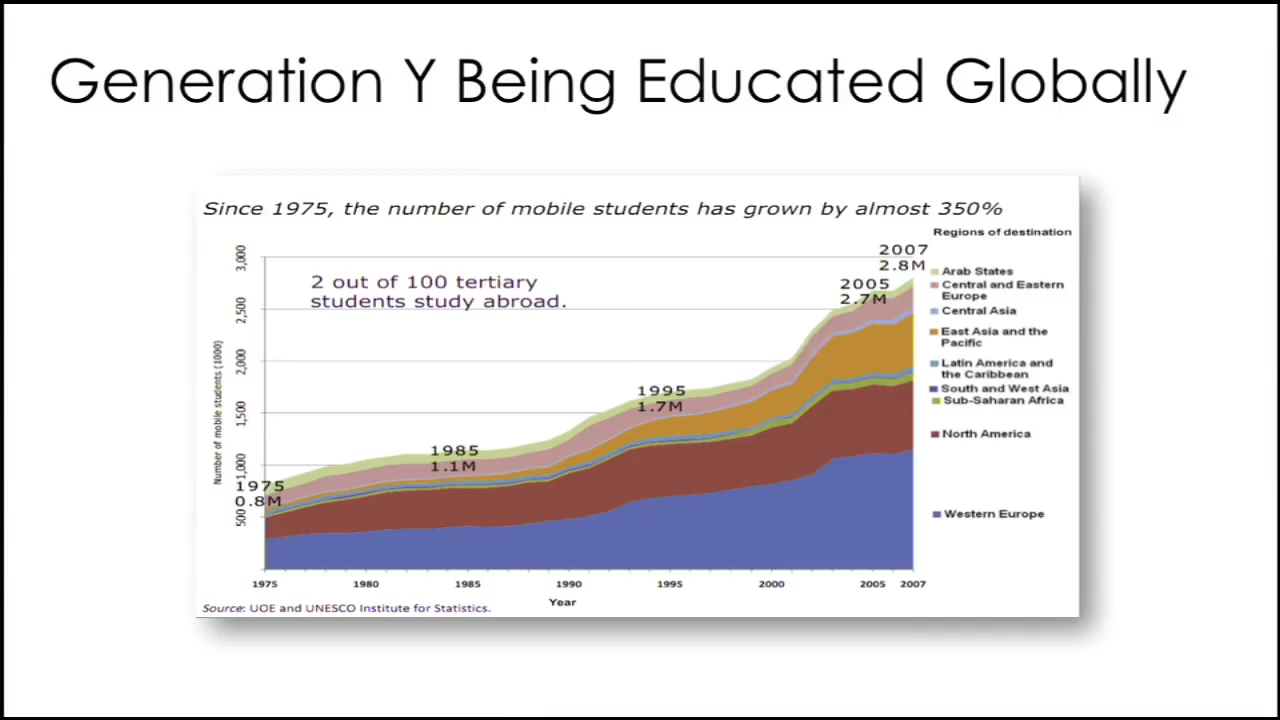 Generation Y Being Educated Globally
Since 1975, the number of mobile students has grown by almost 350%
Regions of destination
2007
2.8M
2005
2.7M
2 out of 100 tertiary
students study abroad.
1995
1.7M
1985
1.1M
1975
0.8M
Number of mobile students (1000)
3,000
2,500
2,000
1,500
1,000
500
Arab States
Central and Eastern
Europe
Central Asia
East Asia and the
Pacific
Latin America and
the Caribbean
South and West Asia
Sub-Saharan Africa
North America
Western Europe
1975 1980 1985 1990 1995 2000 2005 2007
Year
Source: UOE and UNESCO Institute for Statistics.